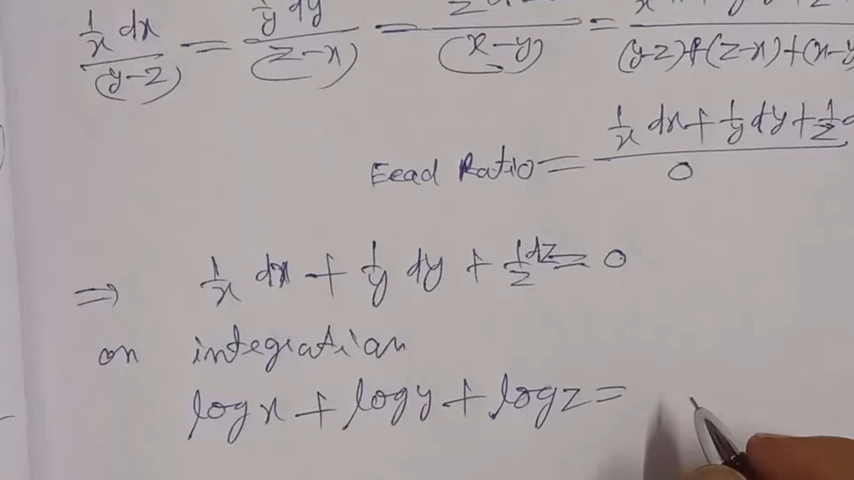 1/x dx / (y-z) = 1/y dy / (z-x) = / (x-y) = / (y-z)+(z-x)+(x-y
Eead Ratio = 1/x dx + 1/y dy + 1/z d / 0
⇒ 1/x dx + 1/y dy + 1/z dz = 0
on integration
log x + log y + log z =